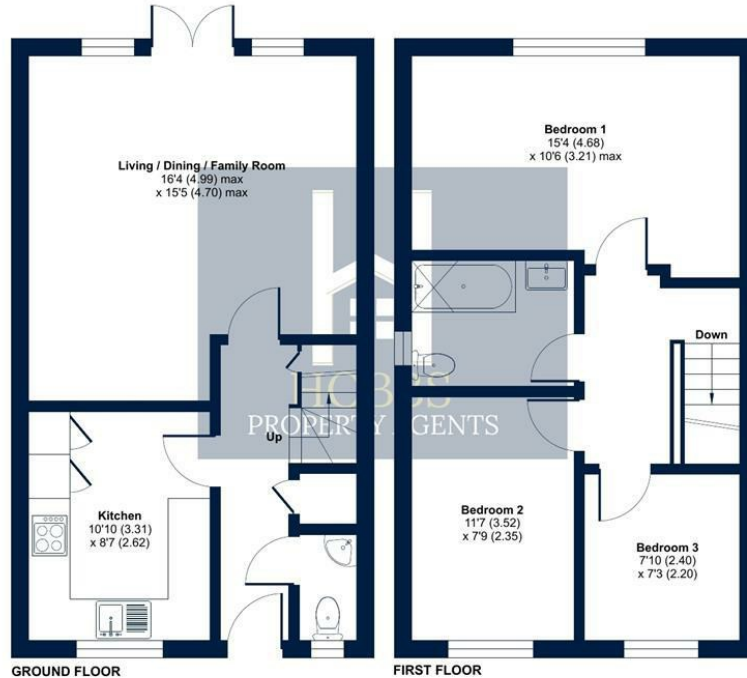 Living / Dining / Family Room
16'4 (4.99) max
x 15'5 (4.70) max
Kitchen
10'10 (3.31)
x 8'7 (2.62)
Up
GROUND FLOOR
Bedroom 1
15'4 (4.68)
x 10'6 (3.21) max
Down
Bedroom 2
11'7 (3.52)
x 7'9 (2.35)
Bedroom 3
7'10 (2.40)
x 7'3 (2.20)
FIRST FLOOR
HOBBS
PROPERTY AGENTS